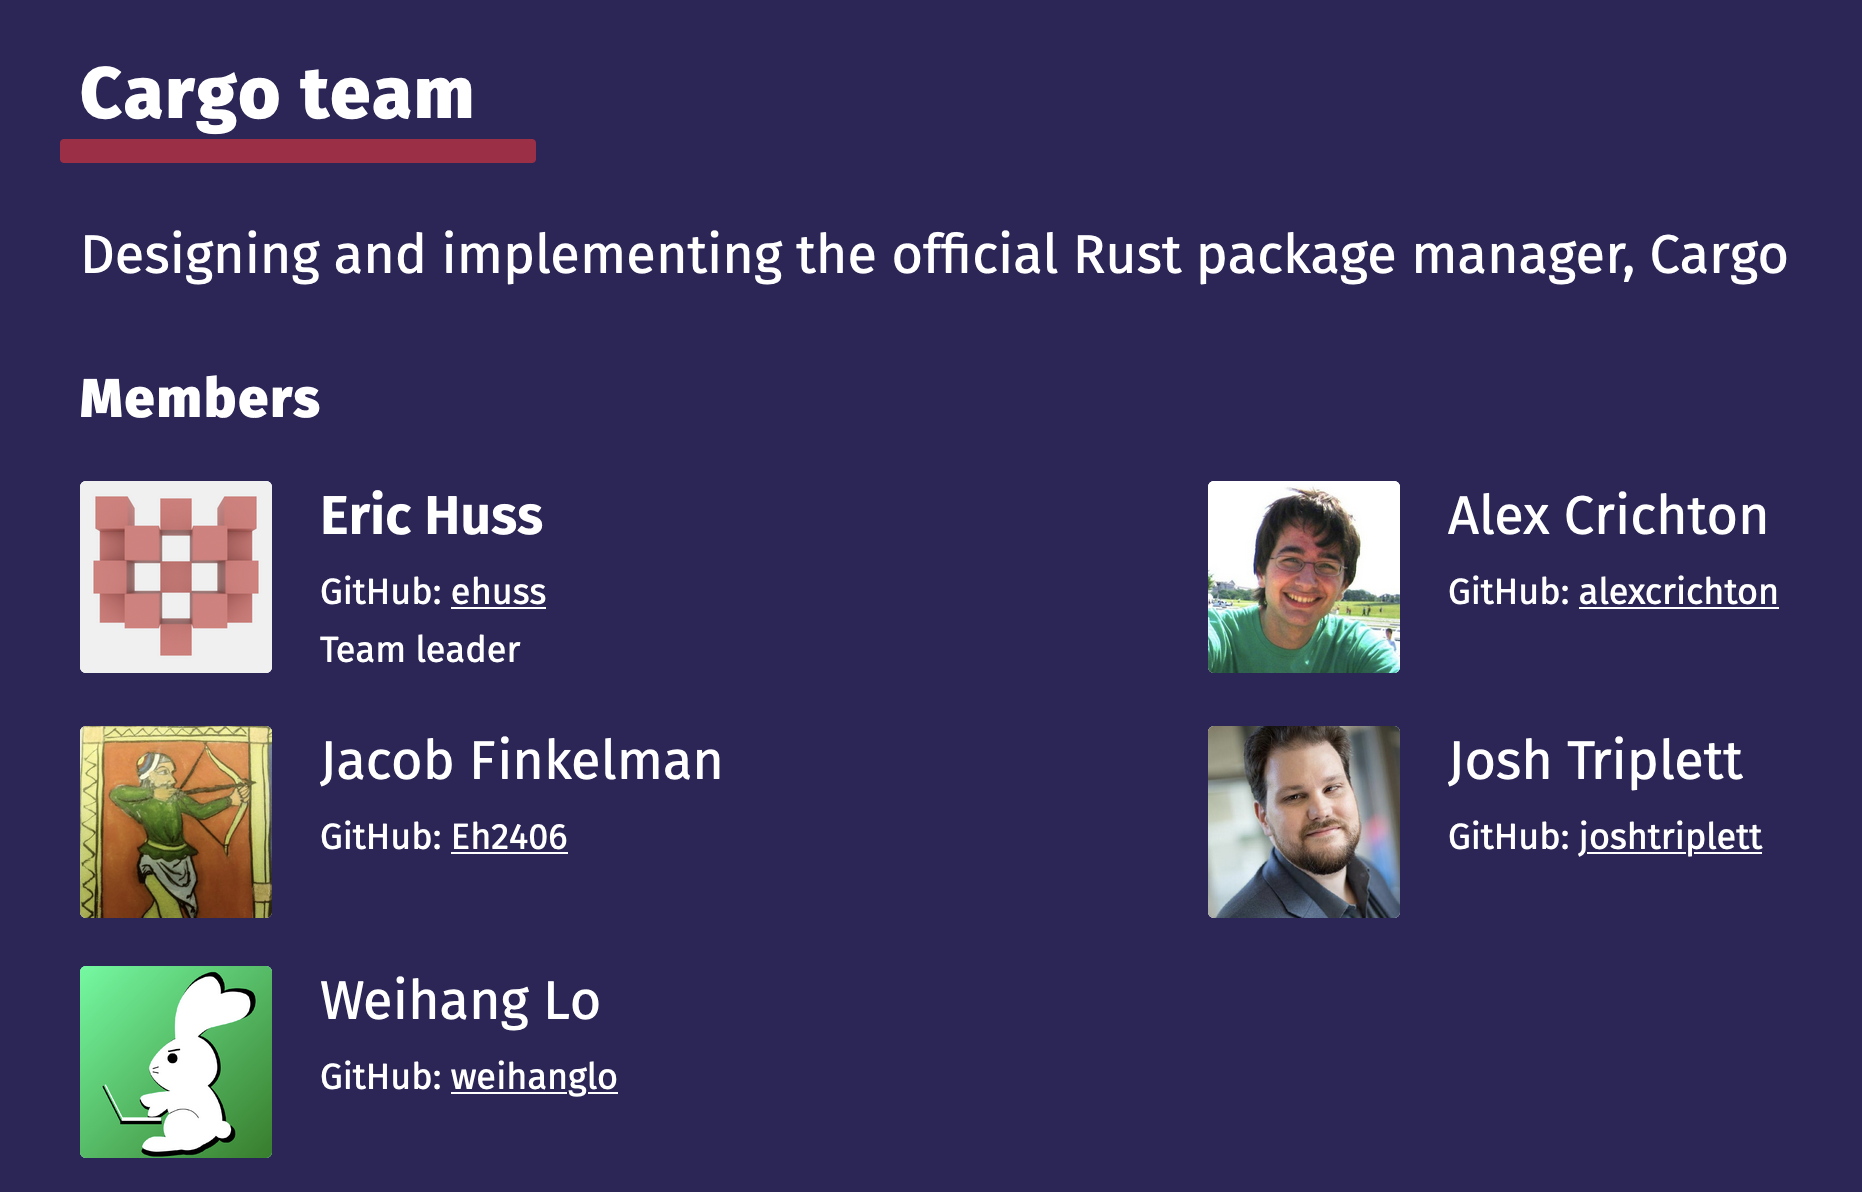 Cargo team
Designing and implementing the official Rust package manager, Cargo
Members
Eric Huss
GitHub: ehuss
Team leader
Alex Crichton
GitHub: alexcrichton
Jacob Finkelman
GitHub: Eh2406
Josh Triplett
GitHub: joshtriplett
Weihang Lo
GitHub: weihanglo